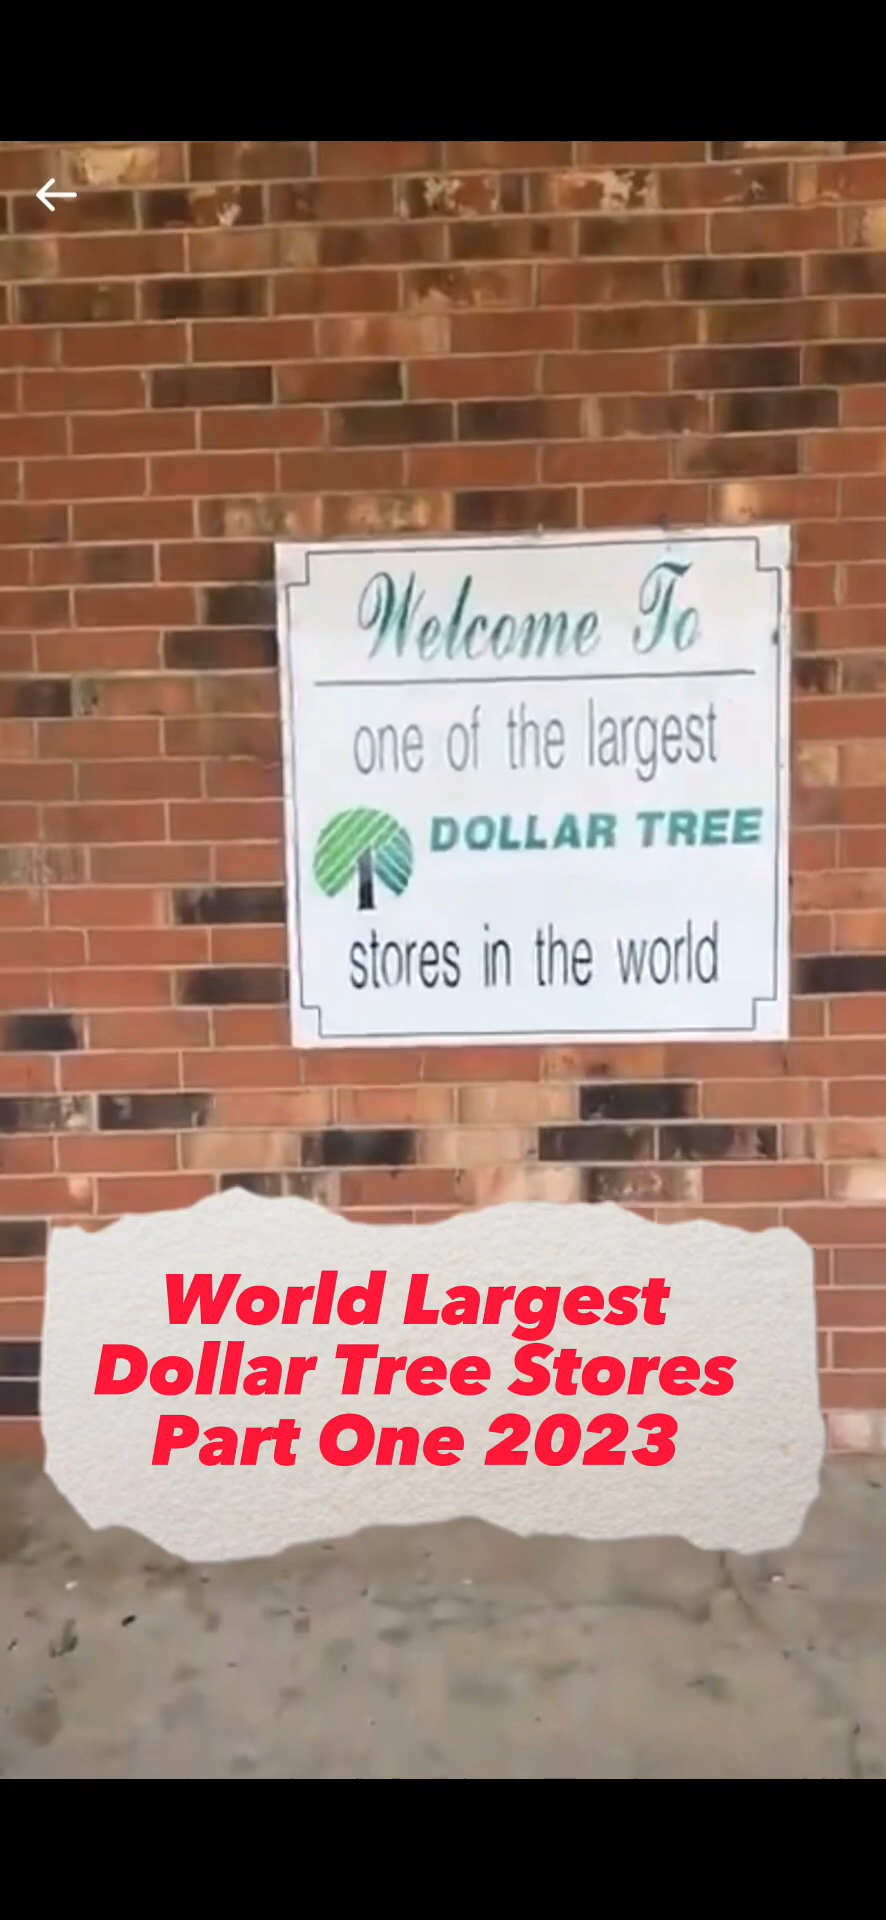 Welcome To
one of the largest
DOLLAR TREE
stores in the world
World Largest
Dollar Tree Stores
Part One 2023